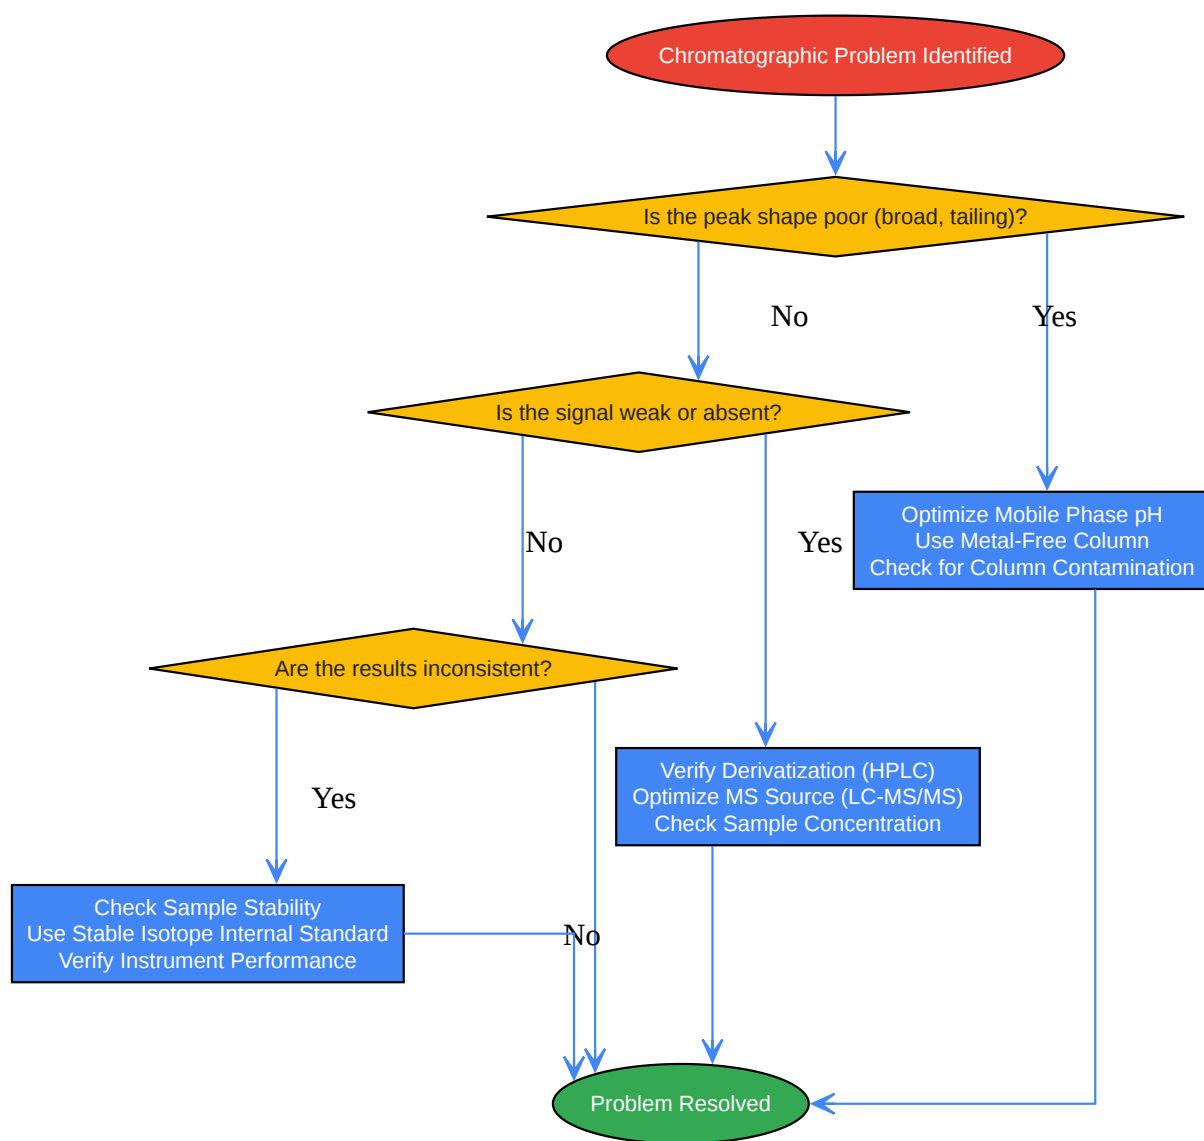 Chromatographic Problem Identified
Is the peak shape poor (broad, tailing)?
No
Yes
Is the signal weak or absent?
Optimize Mobile Phase pH
Use Metal-Free Column
Check for Column Contamination
No
Yes
Are the results inconsistent?
Verify Derivatization (HPLC)
Optimize MS Source (LC-MS/MS)
Check Sample Concentration
Yes
Check Sample Stability
Use Stable Isotope Internal Standard
Verify Instrument Performance
No
Problem Resolved